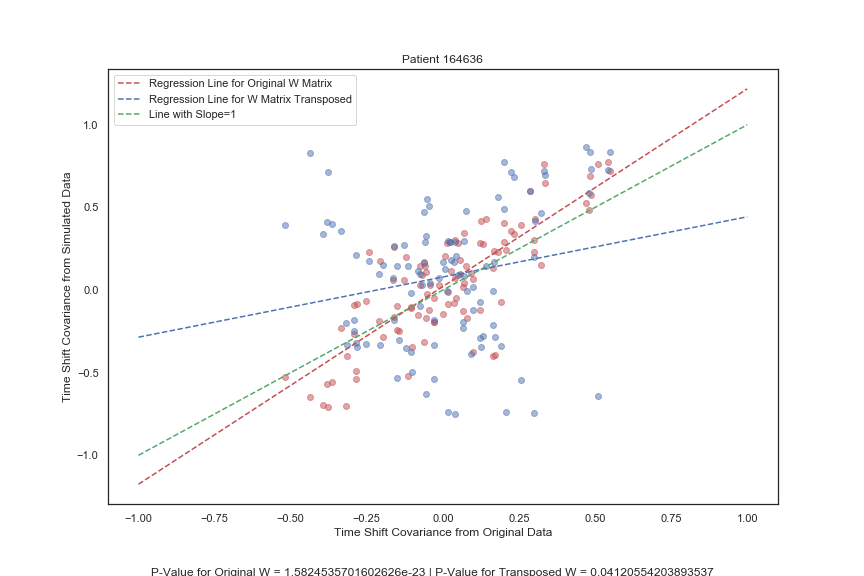 Patient 164636
Regression Line for Original W Matrix
Regression Line for W Matrix Transposed
Line with Slope=1
Time Shift Covariance from Simulated Data
1.0
0.5
0.0
−0.5
−1.0
−1.00 −0.75 −0.50 −0.25 0.00 0.25 0.50 0.75 1.00
Time Shift Covariance from Original Data
P-Value for Original W = 1.5824535701602626e-23 | P-Value for Transposed W = 0.04120554203893537